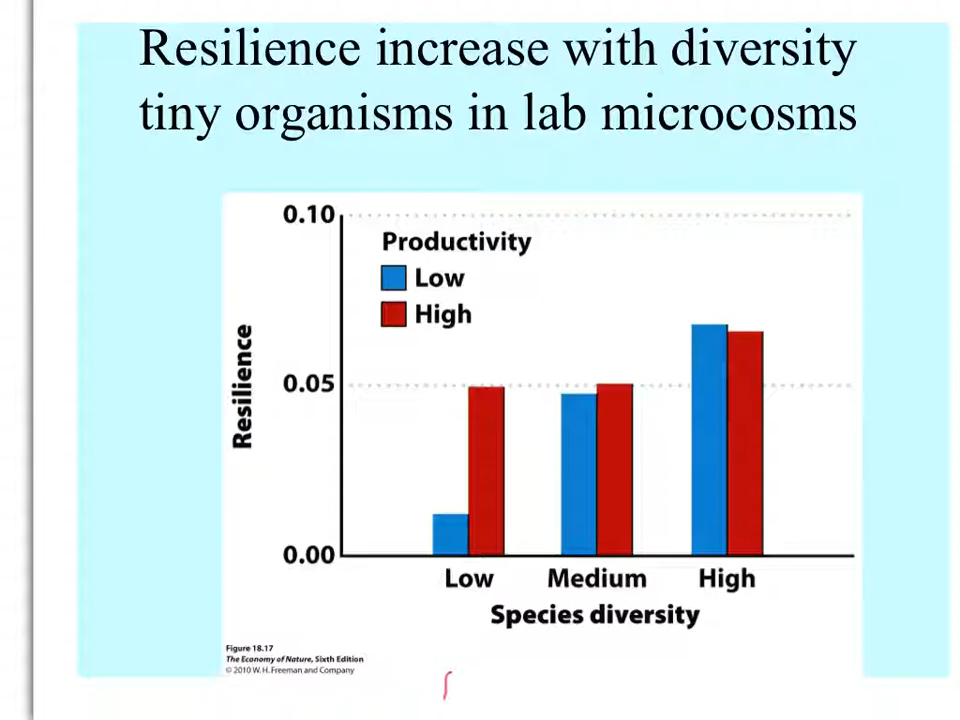 Resilience increase with diversity
tiny organisms in lab microcosms
0.10
Productivity
Low
High
Resilience
0.05
0.00
Low Medium High
Species diversity
Figure 18.17
The Economy of Nature, Sixth Edition
© 2010 W. H. Freeman and Company